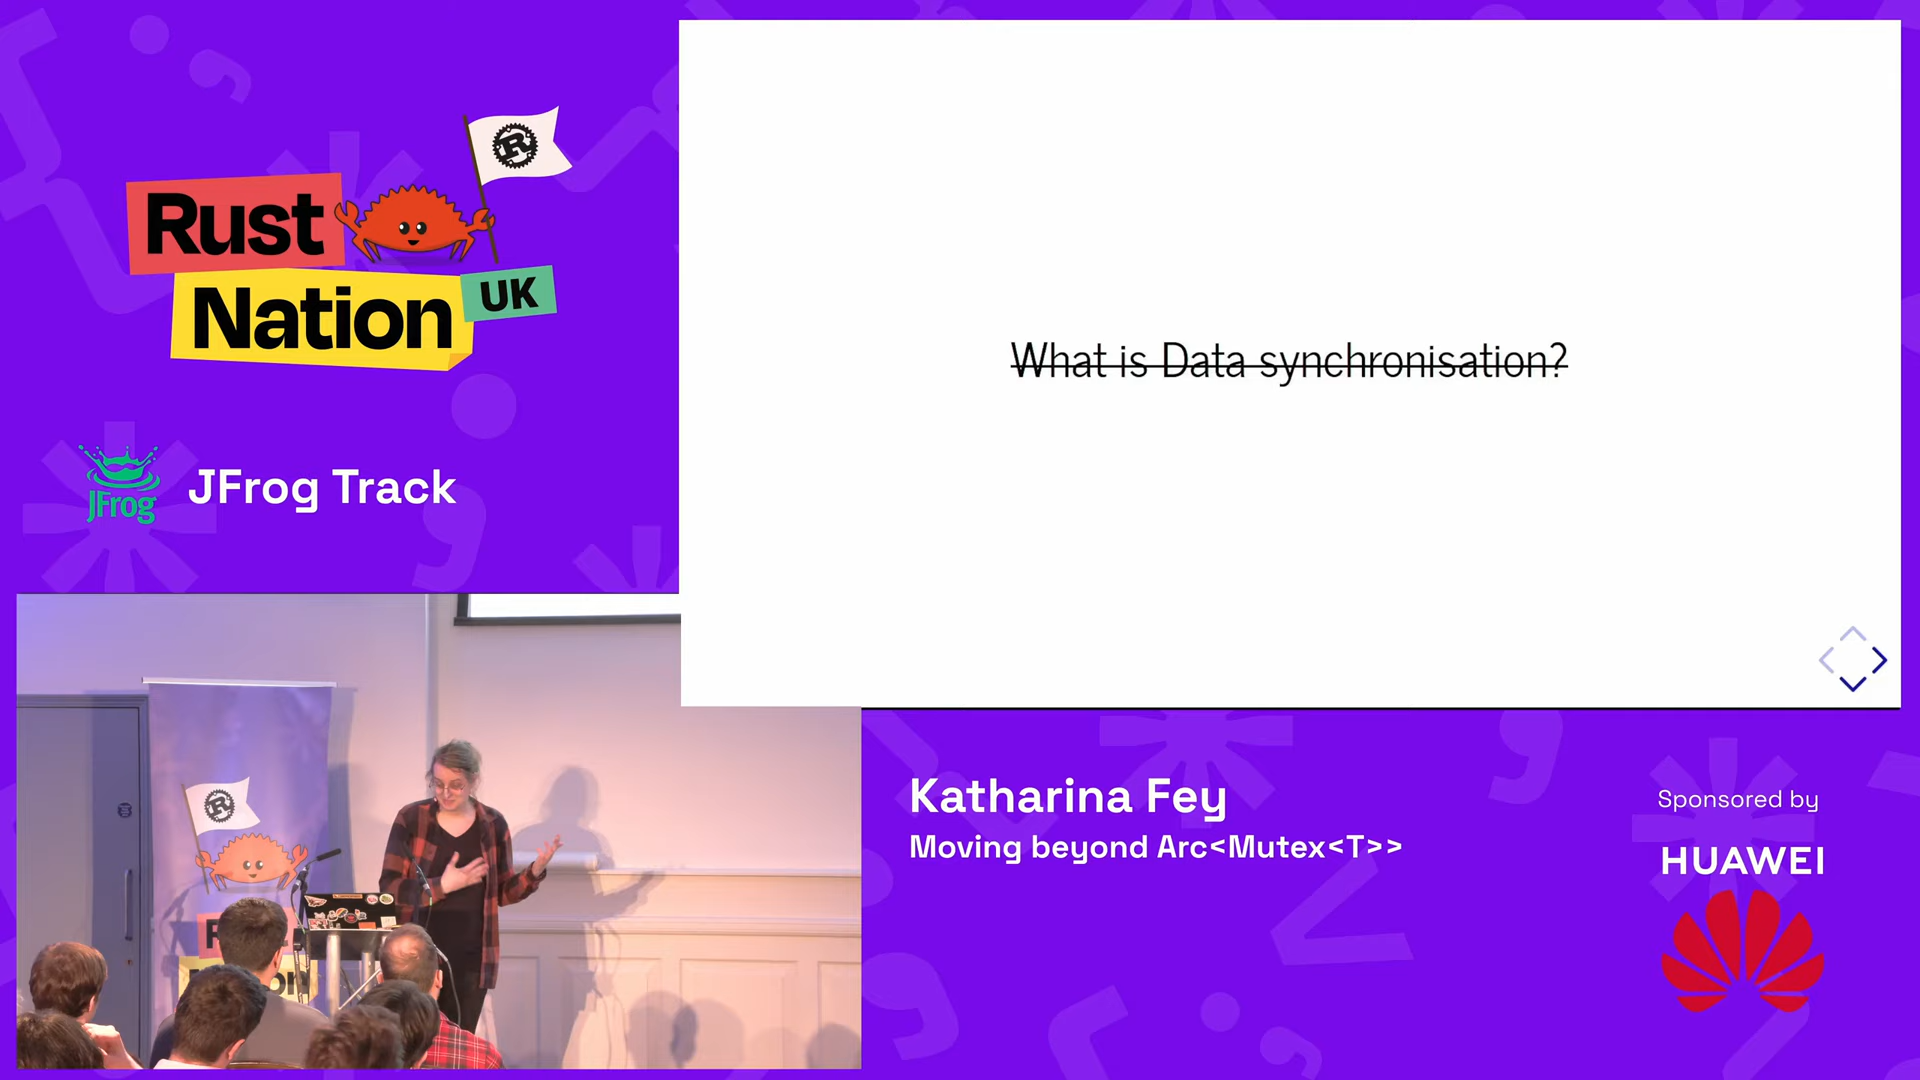 Rust
Nation
UK
JFrog
JFrog Track
What is Data synchronisation?
Katharina Fey
Moving beyond Arc<Mutex<T>>
Sponsored by
HUAWEI